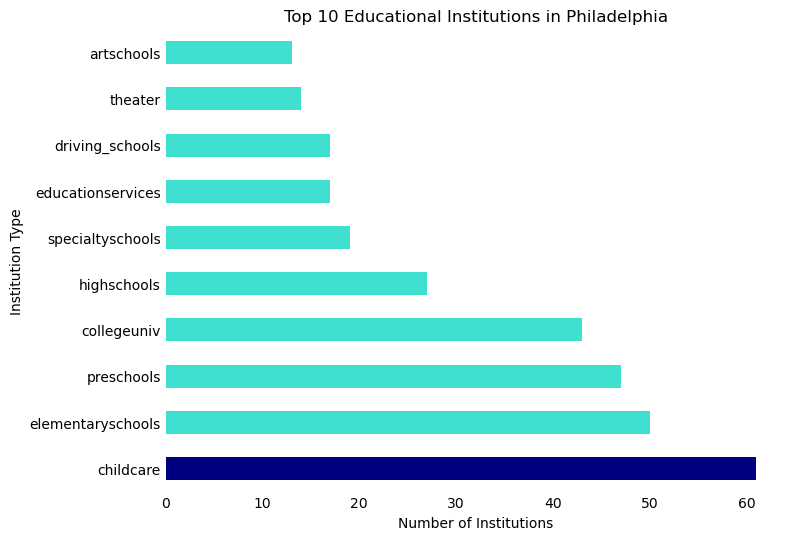 Top 10 Educational Institutions in Philadelphia
Institution Type
artschools
theater
driving_schools
educationservices
specialtyschools
highschools
collegeuniv
preschools
elementaryschools
childcare
0 10 20 30 40 50 60
Number of Institutions